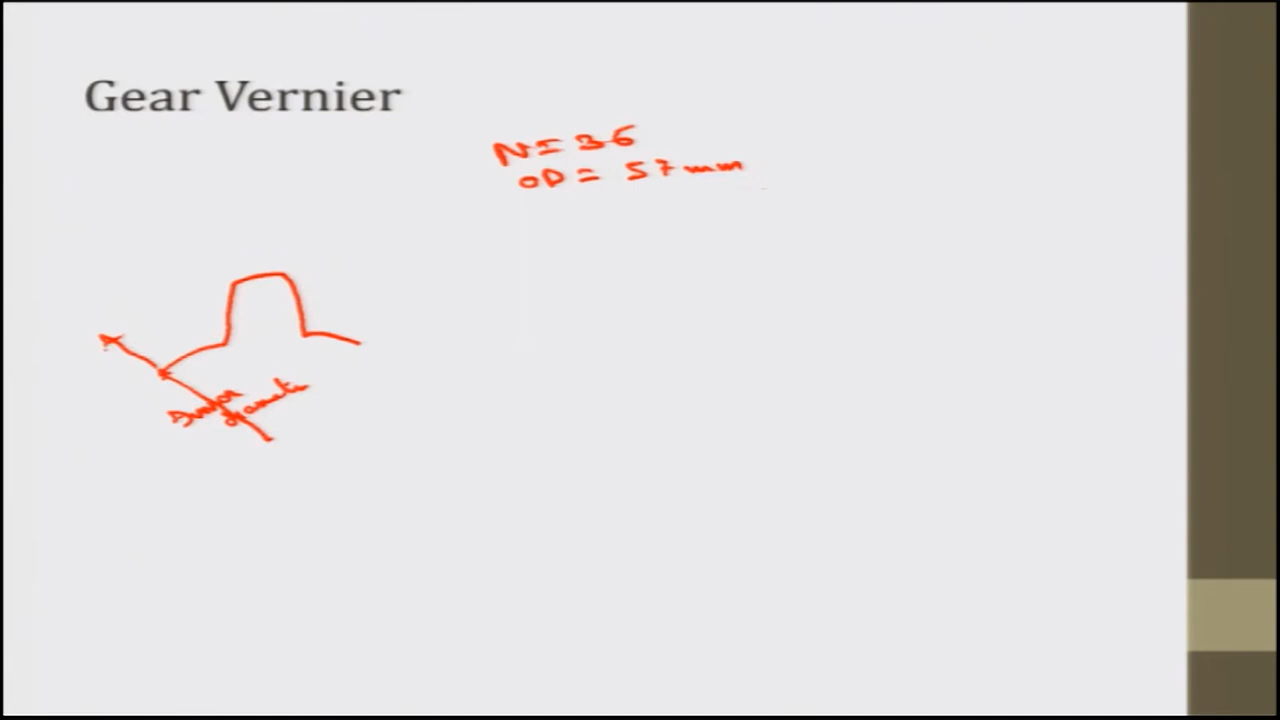 Gear Vernier
N = 36
OD = 57 mm